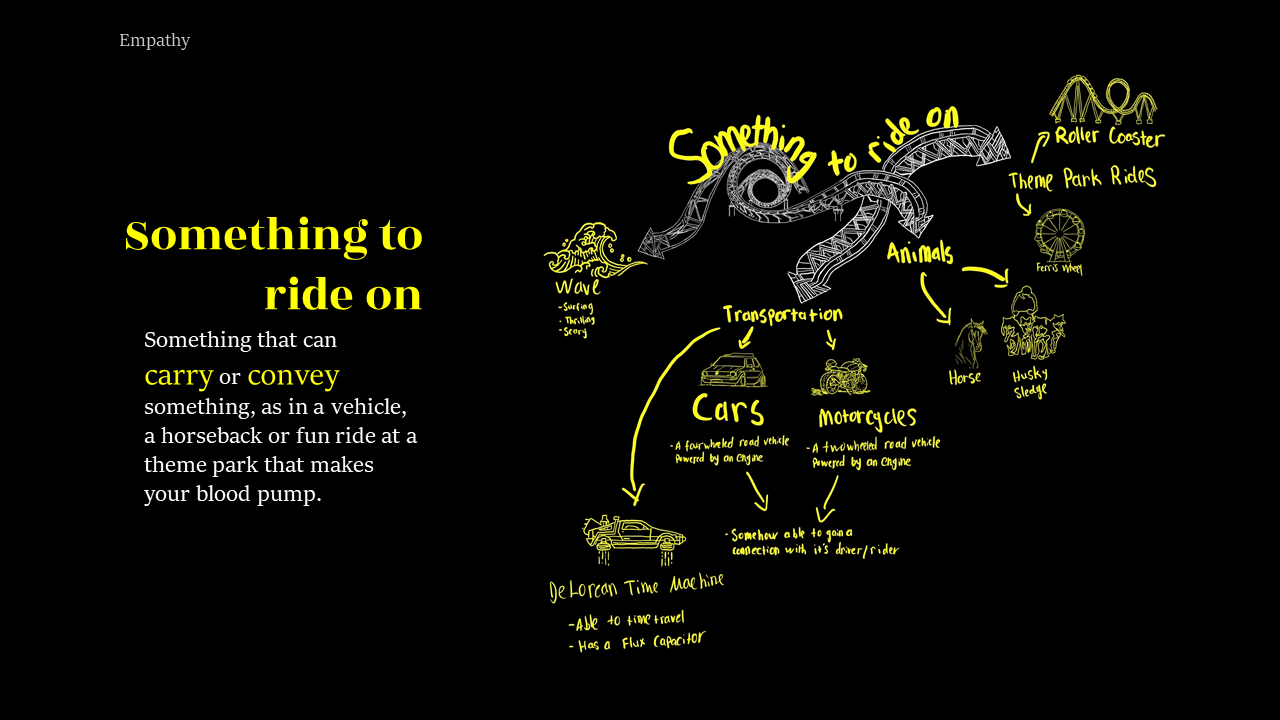 Empathy
Something to
ride on
Something that can
carry or convey
something, as in a vehicle,
a horseback or fun ride at a
theme park that makes
your blood pump.
Something to ride on
Roller Coaster
Theme Park Rides
Ferris Wheel
Animals
Horse
Husky
Sledge
Wave
- Surfing
- Thrilling
- Scary
Transportation
Cars
- A four wheeled road vehicle
Powered by an Engine
Motorcycles
- A two wheeled road vehicle
Powered by an Engine
- Somehow able to gain a
connection with it's driver/rider
DeLorean Time Machine
- Able to time travel
- Has a Flux Capacitor